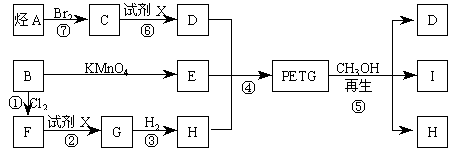 烃A Br₂ ⑦ C 试剂 X ⑥ D D
B KMnO₄ E ④ PETG CH₃OH 再生 ⑤ I
① Cl₂
F 试剂 X ② G H₂ ③ H H